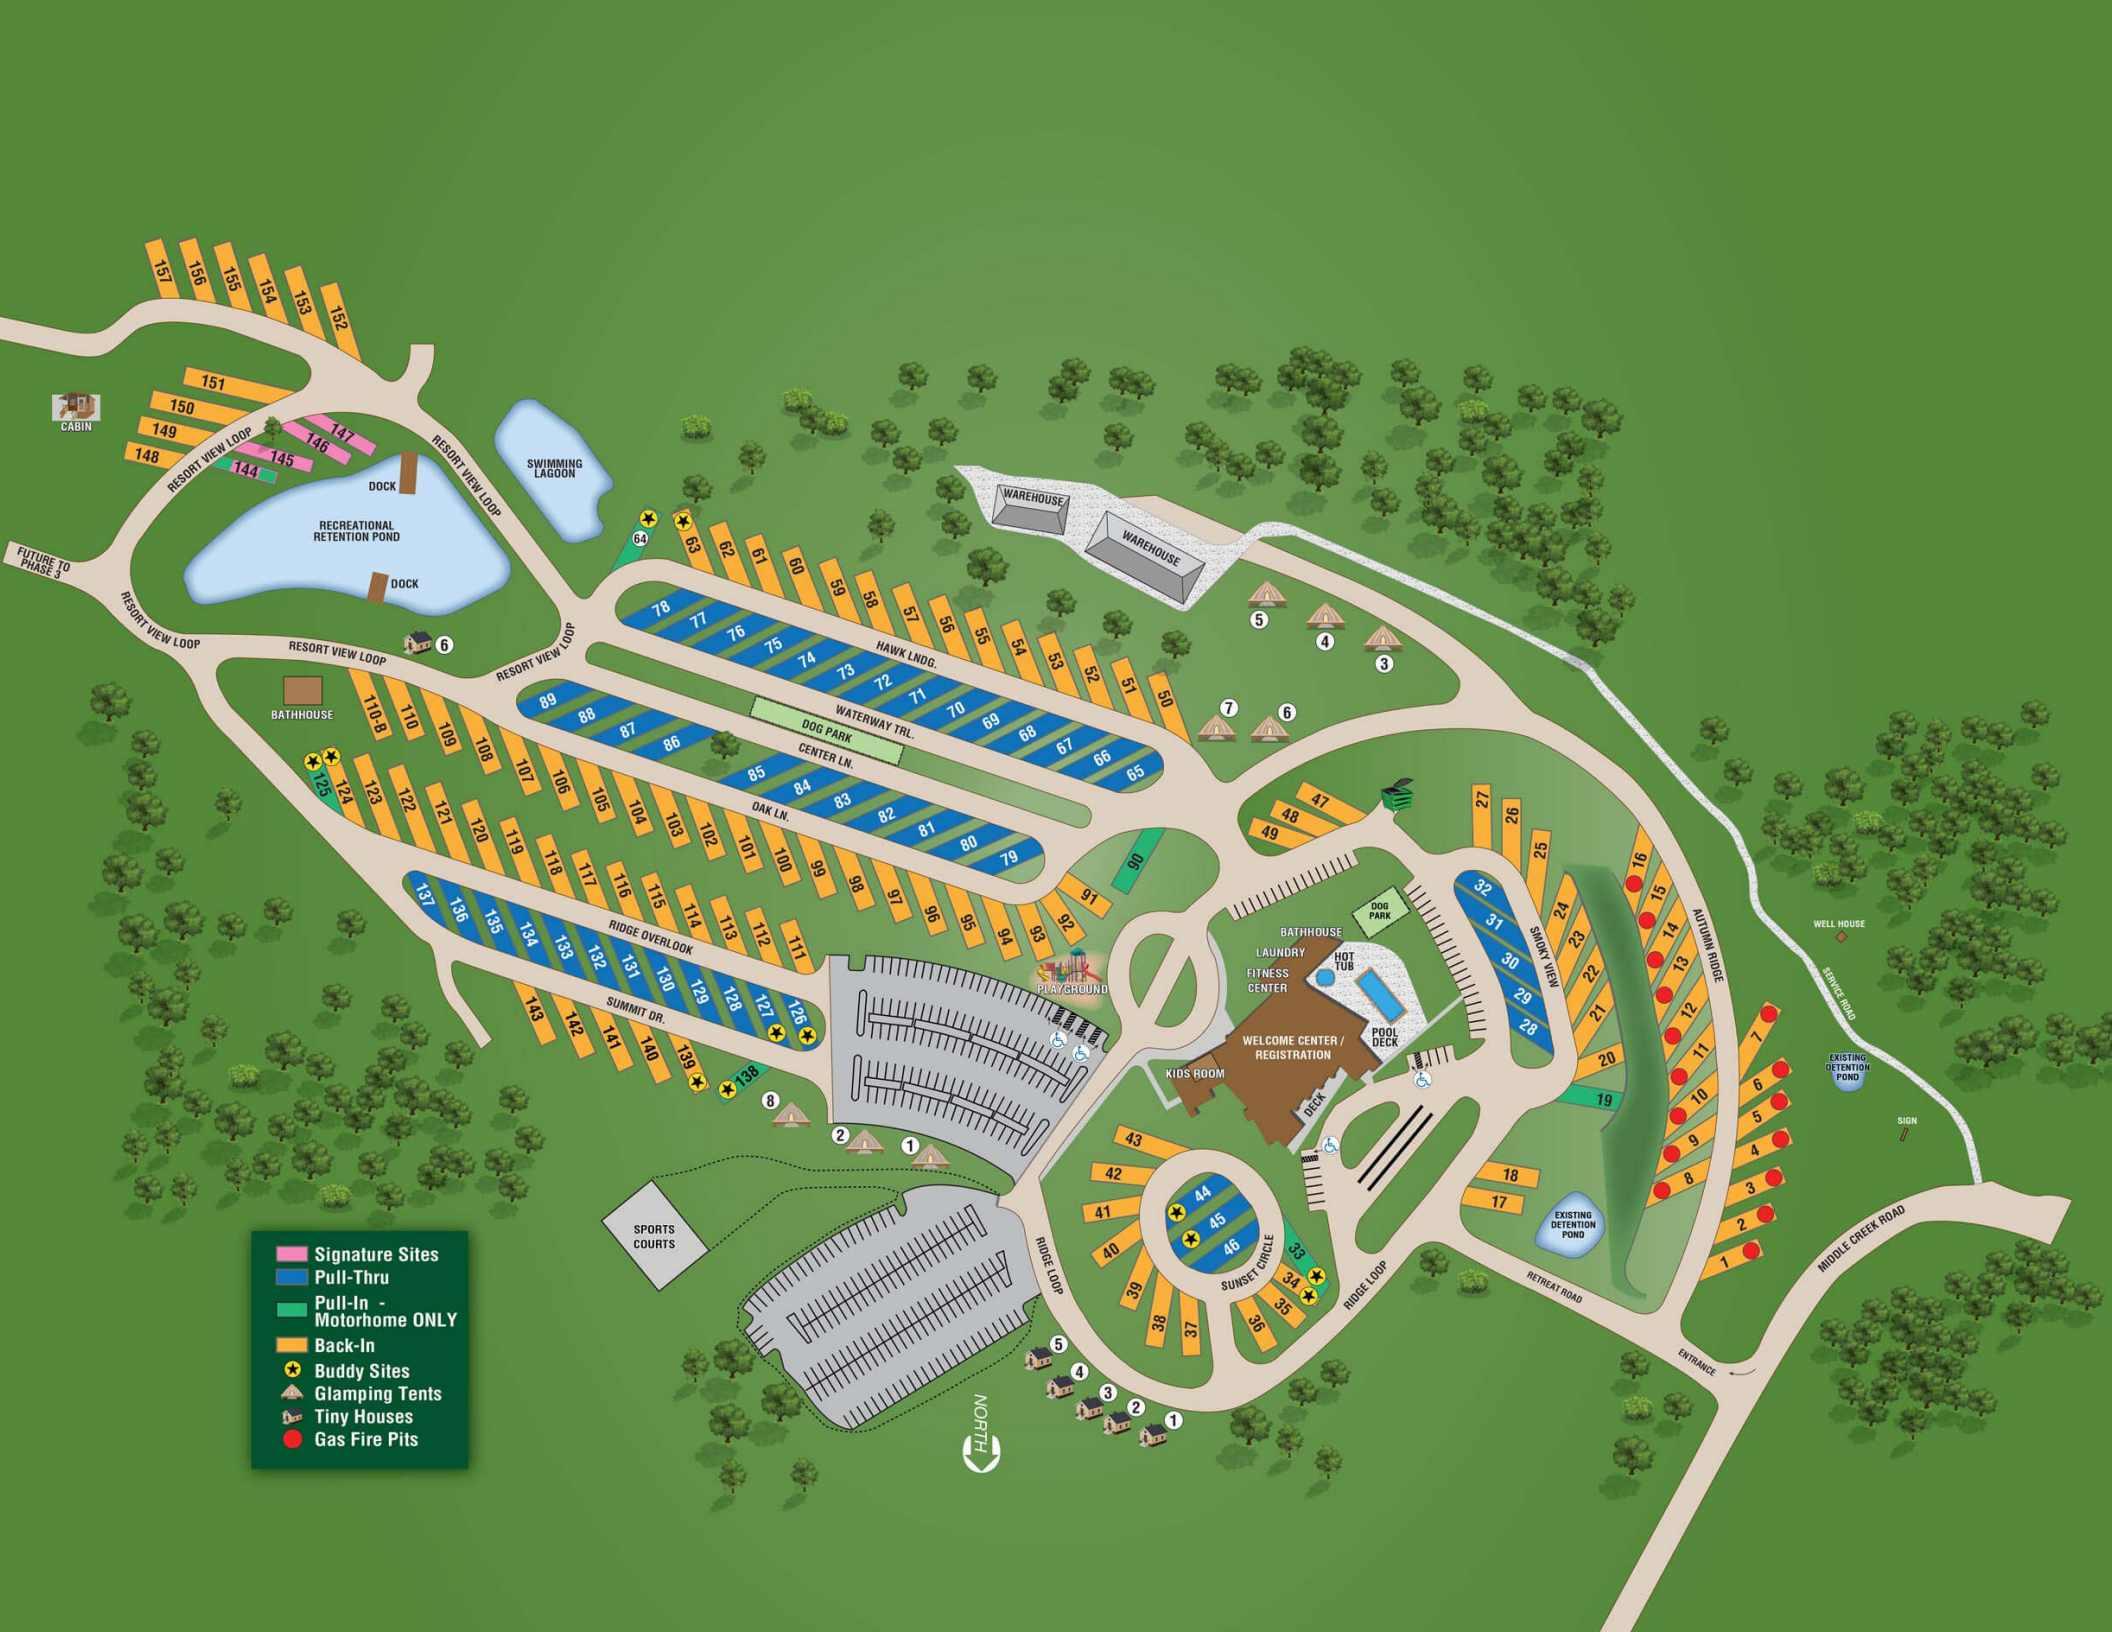 157
156
155
154
153
152
151
150
149
148
147
146
145
144
CABIN
RESORT VIEW LOOP
RESORT VIEW LOOP
DOCK
SWIMMING
LAGOON
RECREATIONAL
RETENTION POND
DOCK
FUTURE TO
PHASE 3
RESORT VIEW LOOP
RESORT VIEW LOOP
6
RESORT VIEW LOOP
BATHHOUSE
64
63
62
61
60
59
58
57
56
55
54
53
52
51
50
HAWK LNDG.
78
77
76
75
74
73
72
71
70
69
68
67
66
65
WATERWAY TRL.
DOG PARK
CENTER LN.
89
88
87
86
85
84
83
82
81
80
79
OAK LN.
WAREHOUSE
WAREHOUSE
5
4
3
7
6
110-B
110
109
108
107
106
105
104
103
102
101
100
99
98
97
96
95
94
93
92
91
90
125
124
123
122
121
120
119
118
117
116
115
114
113
112
111
RIDGE OVERLOOK
137
136
135
134
133
132
131
130
129
128
127
126
SUMMIT DR.
143
142
141
140
139
138
8
2
1
PLAYGROUND
47
48
49
27
26
25
24
23
22
21
20
19
32
31
30
29
28
SMOKY VIEW
DOG
PARK
BATHHOUSE
LAUNDRY
FITNESS
CENTER
HOT
TUB
POOL
DECK
WELCOME CENTER /
REGISTRATION
KIDS ROOM
DECK
16
15
14
13
12
11
10
9
8
AUTUMN RIDGE
7
6
5
4
3
2
1
WELL HOUSE
SERVICE ROAD
EXISTING
DETENTION
POND
SIGN
18
17
EXISTING
DETENTION
POND
MIDDLE CREEK ROAD
RETREAT ROAD
ENTRANCE
43
42
41
40
39
38
37
36
35
34
33
44
45
46
SUNSET CIRCLE
RIDGE LOOP
RIDGE LOOP
SPORTS
COURTS
5
4
3
2
1
NORTH
Signature Sites
Pull-Thru
Pull-In -
Motorhome ONLY
Back-In
Buddy Sites
Glamping Tents
Tiny Houses
Gas Fire Pits